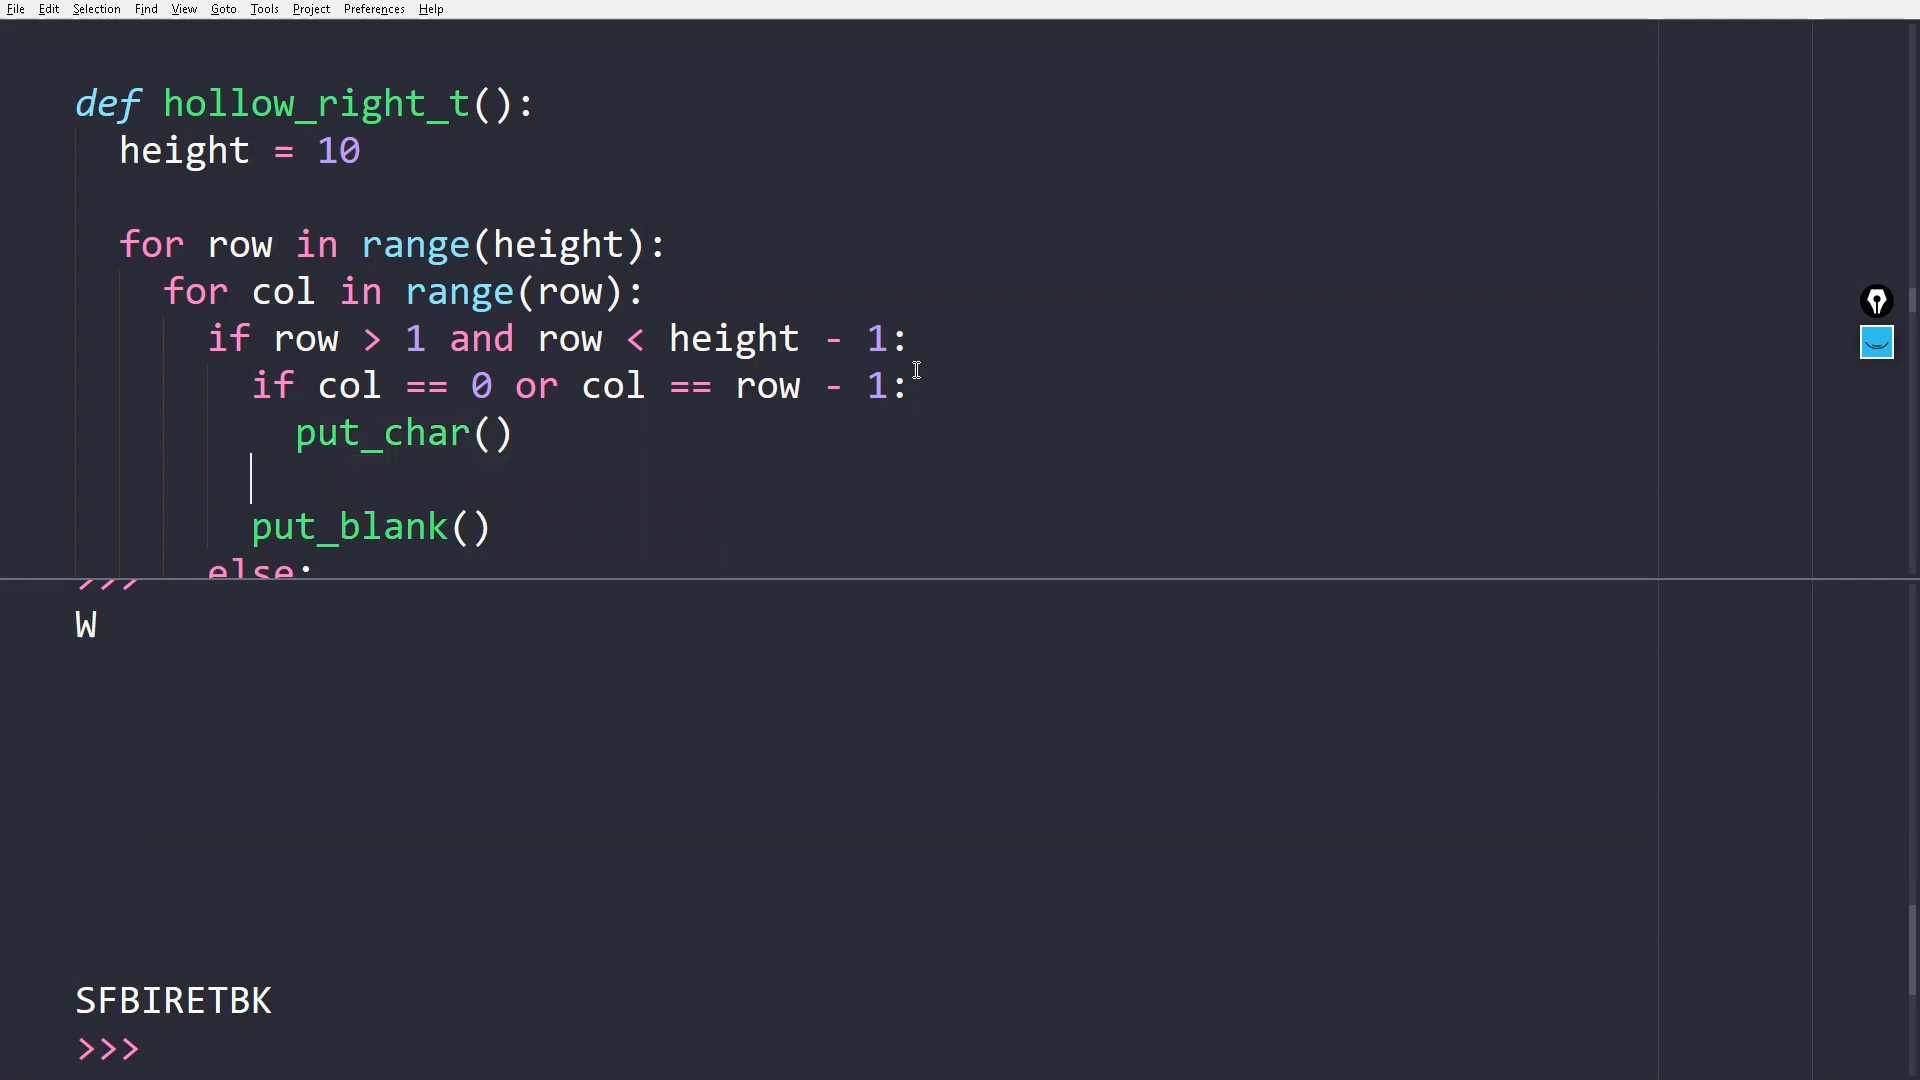 File Edit Selection Find View Goto Tools Project Preferences Help
def hollow_right_t():
  height = 10
  for row in range(height):
    for col in range(row):
      if row > 1 and row < height - 1:
        if col == 0 or col == row - 1:
          put_char()
        put_blank()
      else:
>>>
W
SFBIRETBK
>>>